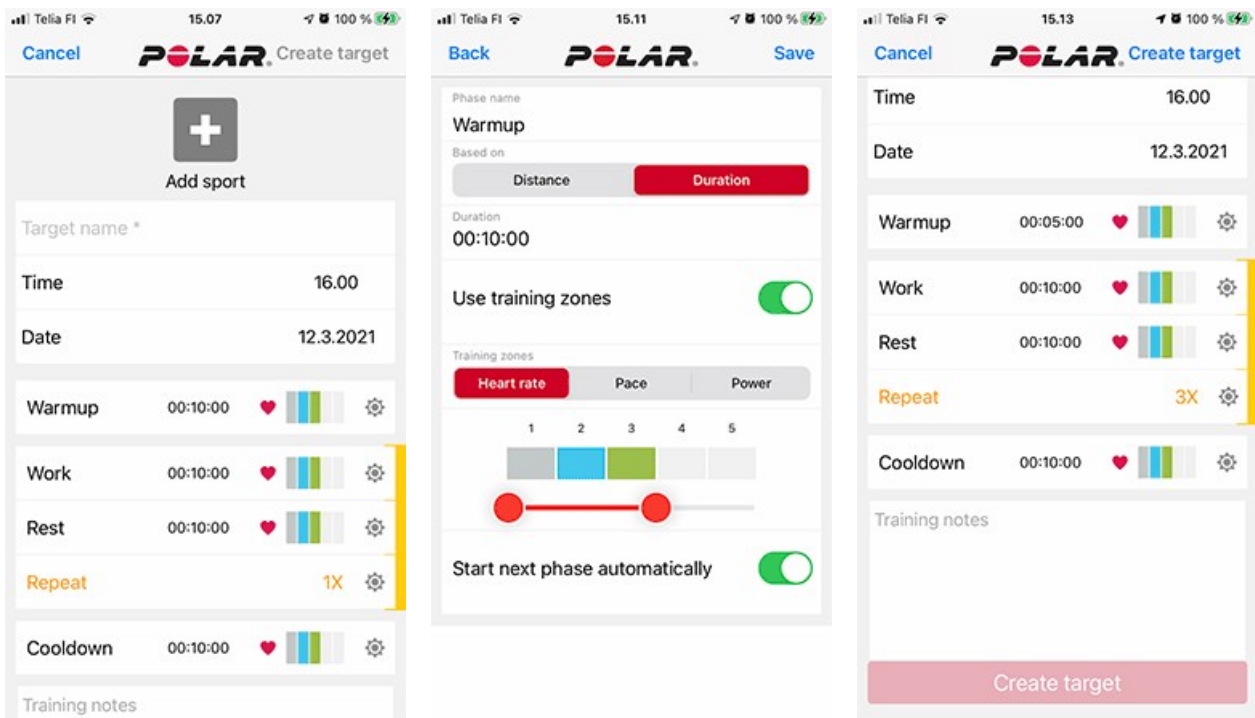 Telia FI 15.07 100 %
Cancel POLAR. Create target
Add sport
Target name *
Time 16.00
Date 12.3.2021
Warmup 00:10:00
Work 00:10:00
Rest 00:10:00
Repeat 1X
Cooldown 00:10:00
Training notes
Telia FI 15.11 100 %
Back POLAR. Save
Phase name
Warmup
Based on
Distance Duration
Duration
00:10:00
Use training zones
Training zones
Heart rate Pace Power
1 2 3 4 5
Start next phase automatically
Telia FI 15.13 100 %
Cancel POLAR. Create target
Time 16.00
Date 12.3.2021
Warmup 00:05:00
Work 00:10:00
Rest 00:10:00
Repeat 3X
Cooldown 00:10:00
Training notes
Create target